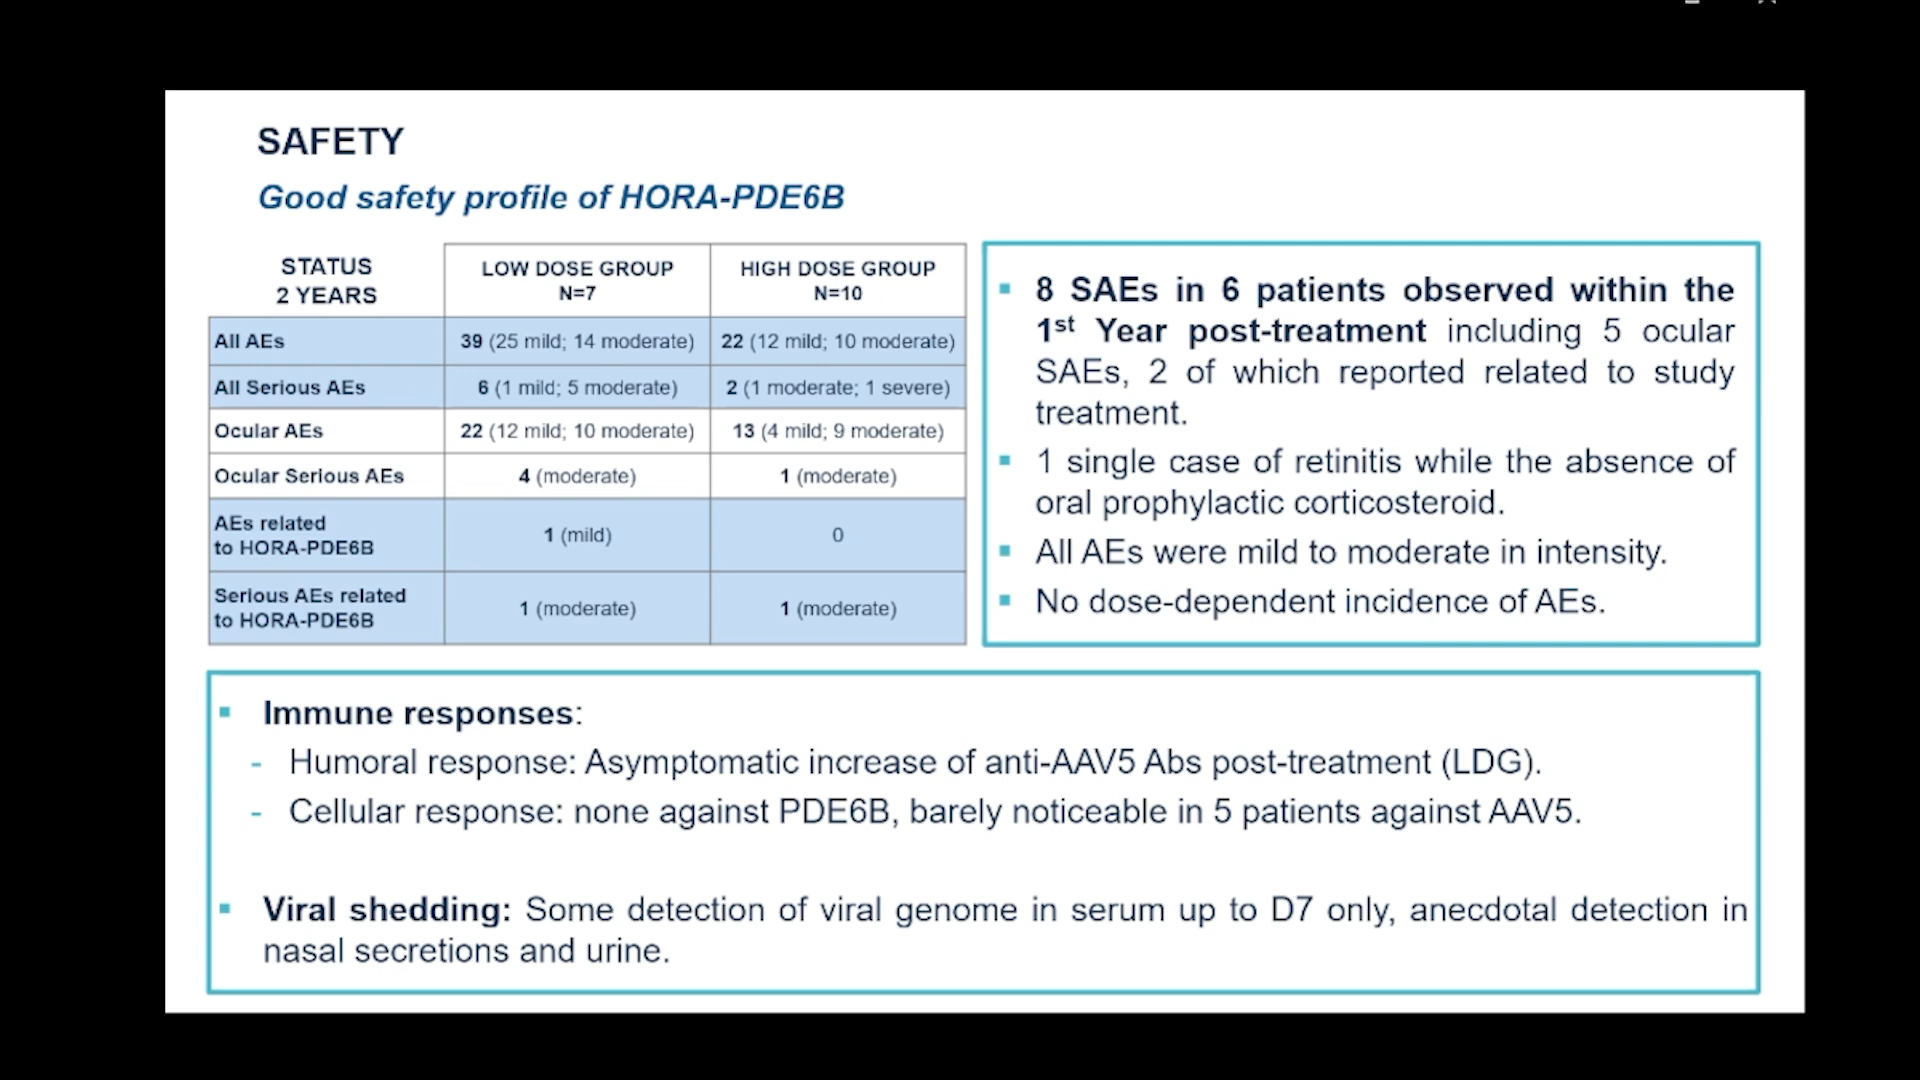 SAFETY
Good safety profile of HORA-PDE6B
STATUS
2 YEARS
LOW DOSE GROUP
N=7
HIGH DOSE GROUP
N=10
All AEs
39 (25 mild; 14 moderate)
22 (12 mild; 10 moderate)
All Serious AEs
6 (1 mild; 5 moderate)
2 (1 moderate; 1 severe)
Ocular AEs
22 (12 mild; 10 moderate)
13 (4 mild; 9 moderate)
Ocular Serious AEs
4 (moderate)
1 (moderate)
AEs related
to HORA-PDE6B
1 (mild)
0
Serious AEs related
to HORA-PDE6B
1 (moderate)
1 (moderate)
▪ 8 SAEs in 6 patients observed within the
1st Year post-treatment including 5 ocular
SAEs, 2 of which reported related to study
treatment.
▪ 1 single case of retinitis while the absence of
oral prophylactic corticosteroid.
▪ All AEs were mild to moderate in intensity.
▪ No dose-dependent incidence of AEs.
▪ Immune responses:
- Humoral response: Asymptomatic increase of anti-AAV5 Abs post-treatment (LDG).
- Cellular response: none against PDE6B, barely noticeable in 5 patients against AAV5.
▪ Viral shedding: Some detection of viral genome in serum up to D7 only, anecdotal detection in
nasal secretions and urine.